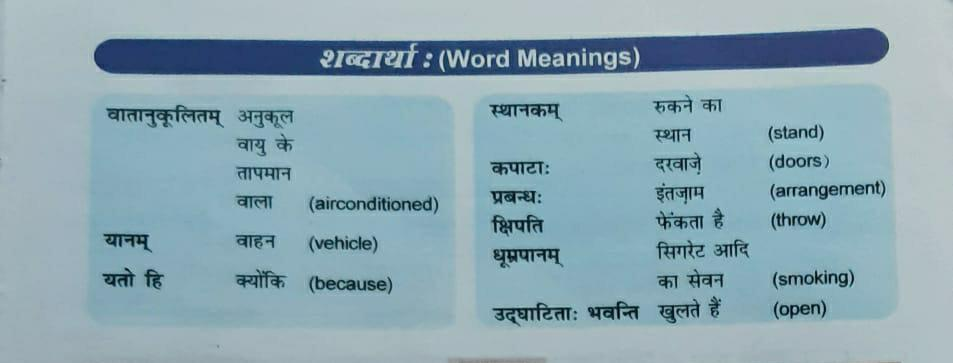 शब्दार्थाः (Word Meanings)
वातानुकूलितम् अनुकूल
वायु के
तापमान
वाला (airconditioned)
यानम् वाहन (vehicle)
यतो हि क्योंकि (because)
स्थानकम् रुकने का
स्थान (stand)
कपाटाः दरवाज़े (doors)
प्रबन्धः इंतज़ाम (arrangement)
क्षिपति फेंकता है (throw)
धूम्रपानम् सिगरेट आदि
का सेवन (smoking)
उद्घाटिताः भवन्ति खुलते हैं (open)